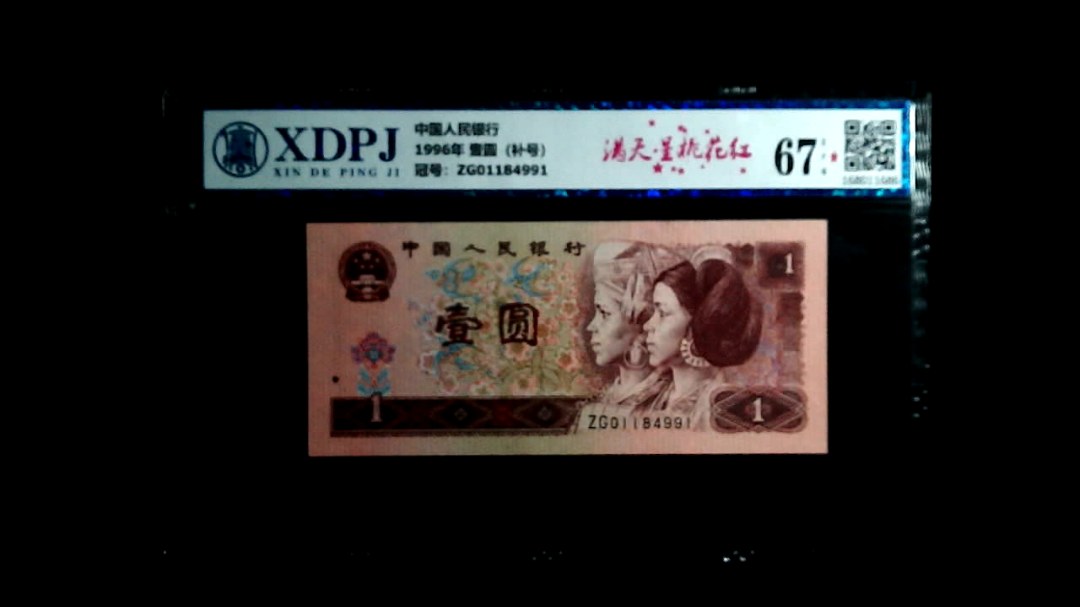 XDPJ
XIN DE PING JI
中国人民银行
1996年 壹圆（补号）
冠号：ZG01184991
满天星桃花红
67
中国人民银行
壹圆
1
1
1
ZG01184991